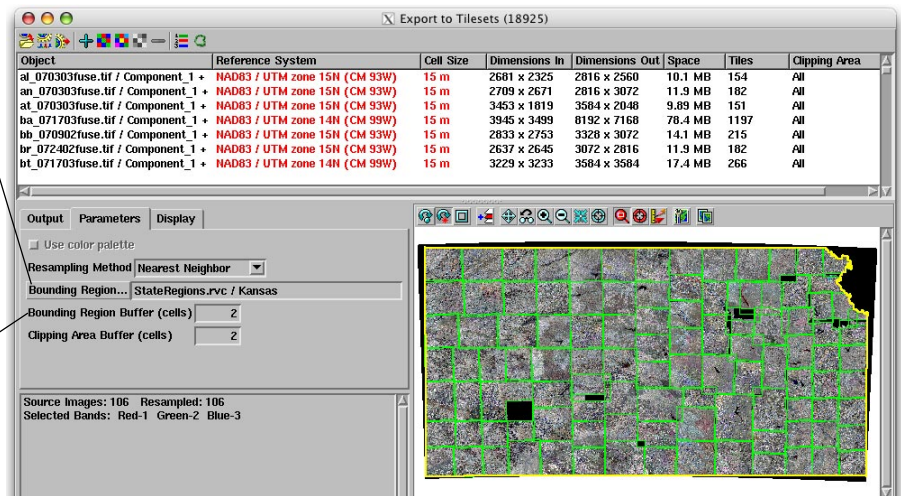 X Export to Tilesets (18925)
Object Reference System Cell Size Dimensions In Dimensions Out Space Tiles Clipping Area
al_070303fuse.tif / Component_1 + NAD83 / UTM zone 15N (CM 93W) 15 m 2681 x 2325 2816 x 2560 10.1 MB 154 All
an_070303fuse.tif / Component_1 + NAD83 / UTM zone 15N (CM 93W) 15 m 2709 x 2671 2816 x 3072 11.9 MB 182 All
at_070303fuse.tif / Component_1 + NAD83 / UTM zone 15N (CM 93W) 15 m 3453 x 1819 3584 x 2048 9.89 MB 151 All
ba_071703fuse.tif / Component_1 + NAD83 / UTM zone 14N (CM 99W) 15 m 3945 x 3499 8192 x 7168 78.4 MB 1197 All
bb_070902fuse.tif / Component_1 + NAD83 / UTM zone 15N (CM 93W) 15 m 2833 x 2753 3328 x 3072 14.1 MB 215 All
br_072402fuse.tif / Component_1 + NAD83 / UTM zone 15N (CM 93W) 15 m 2637 x 2645 3072 x 2816 11.9 MB 182 All
bt_071703fuse.tif / Component_1 + NAD83 / UTM zone 14N (CM 99W) 15 m 3229 x 3233 3584 x 3584 17.4 MB 266 All
Output Parameters Display
Use color palette
Resampling Method Nearest Neighbor
Bounding Region... StateRegions.rvc / Kansas
Bounding Region Buffer (cells) 2
Clipping Area Buffer (cells) 2
Source Images: 106 Resampled: 106
Selected Bands: Red-1 Green-2 Blue-3